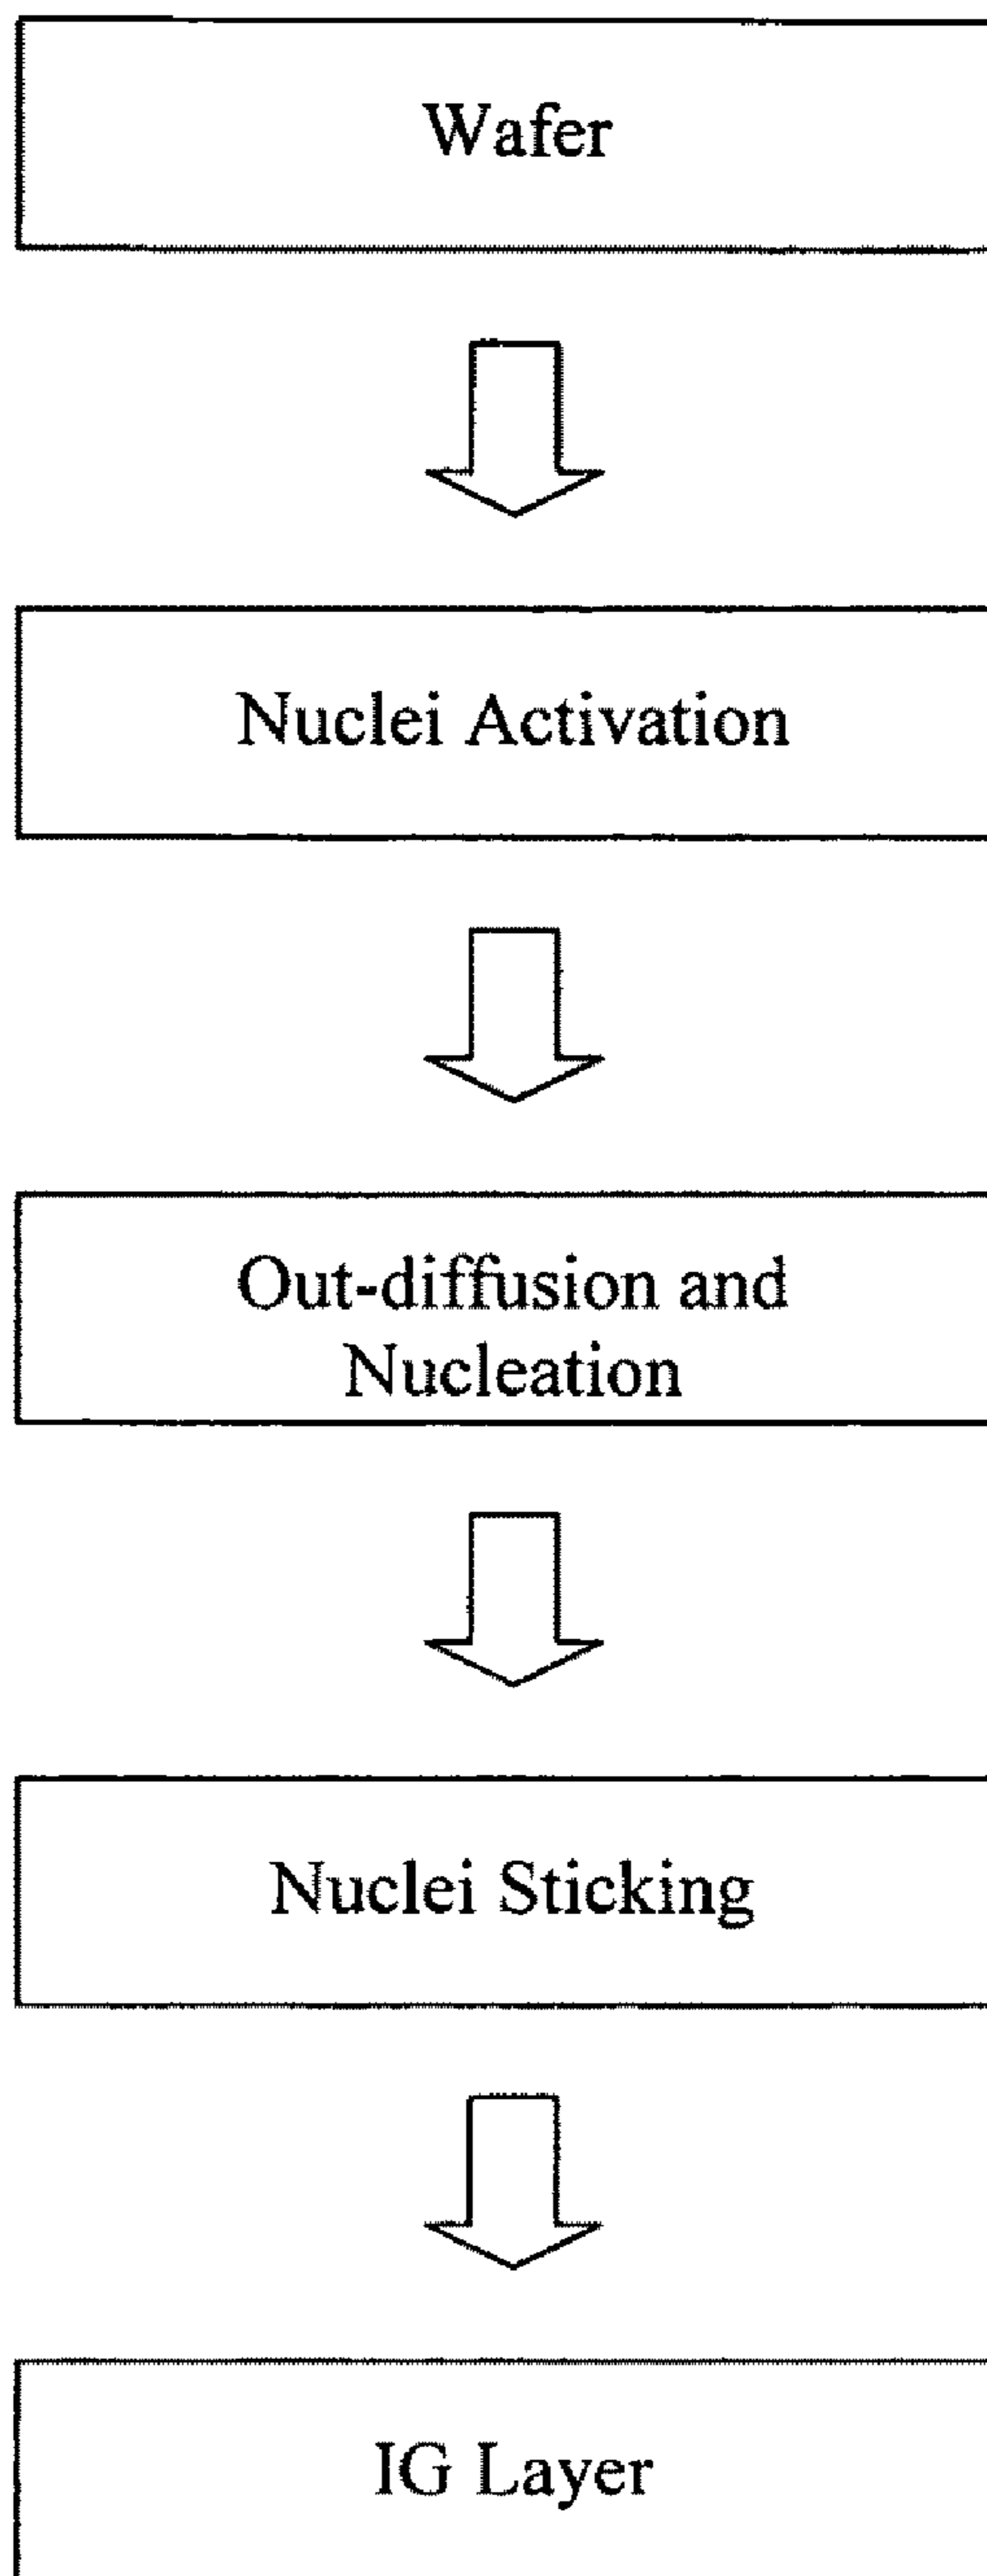 Wafer
Nuclei Activation
Out-diffusion and
Nucleation
Nuclei Sticking
IG Layer